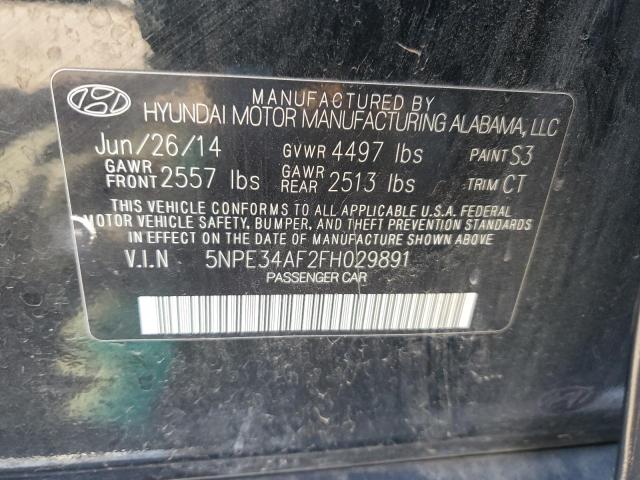 MANUFACTURED BY
HYUNDAI MOTOR MANUFACTURING ALABAMA, LLC
Jun/26/14 GVWR 4497 lbs PAINT S3
GAWR FRONT 2557 lbs GAWR REAR 2513 lbs TRIM CT
THIS VEHICLE CONFORMS TO ALL APPLICABLE U.S.A. FEDERAL
MOTOR VEHICLE SAFETY, BUMPER, AND THEFT PREVENTION
STANDARDS IN EFFECT ON THE DATE OF MANUFACTURE SHOWN ABOVE.
V.I.N 5NPE34AF2FH029891
PASSENGER CAR